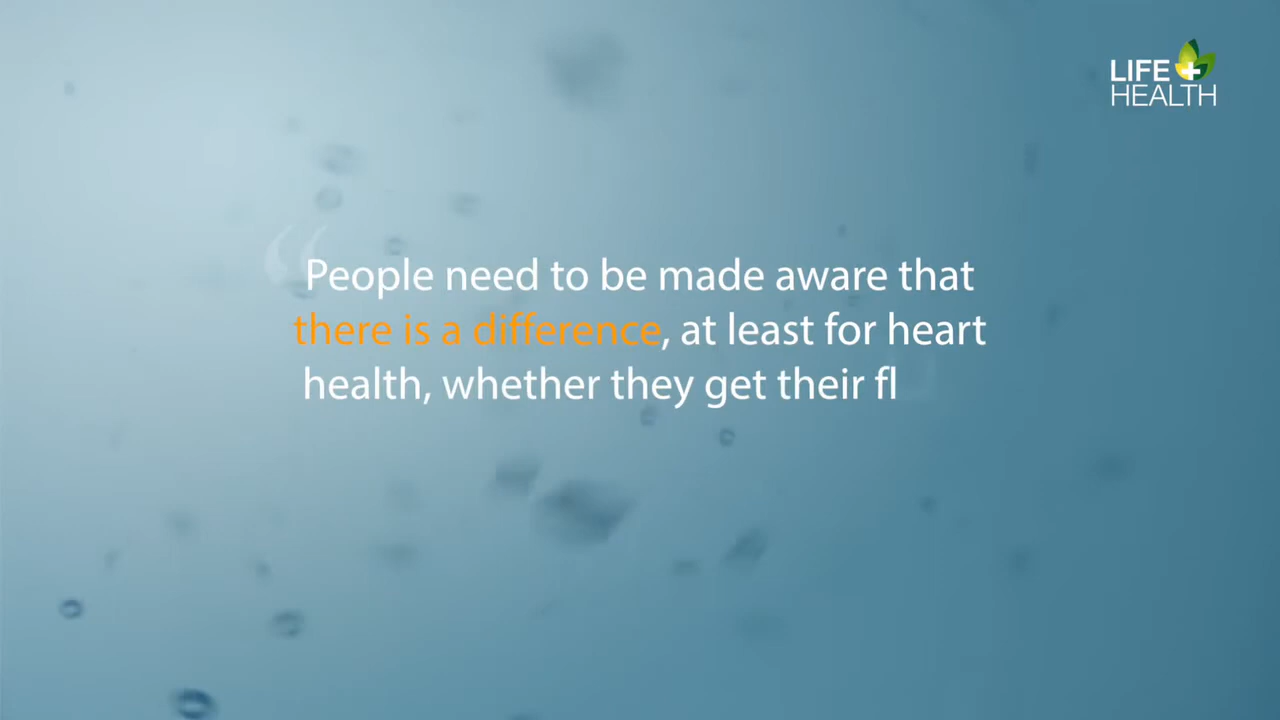 LIFE
HEALTH
“People need to be made aware that
there is a difference, at least for heart
health, whether they get their fl